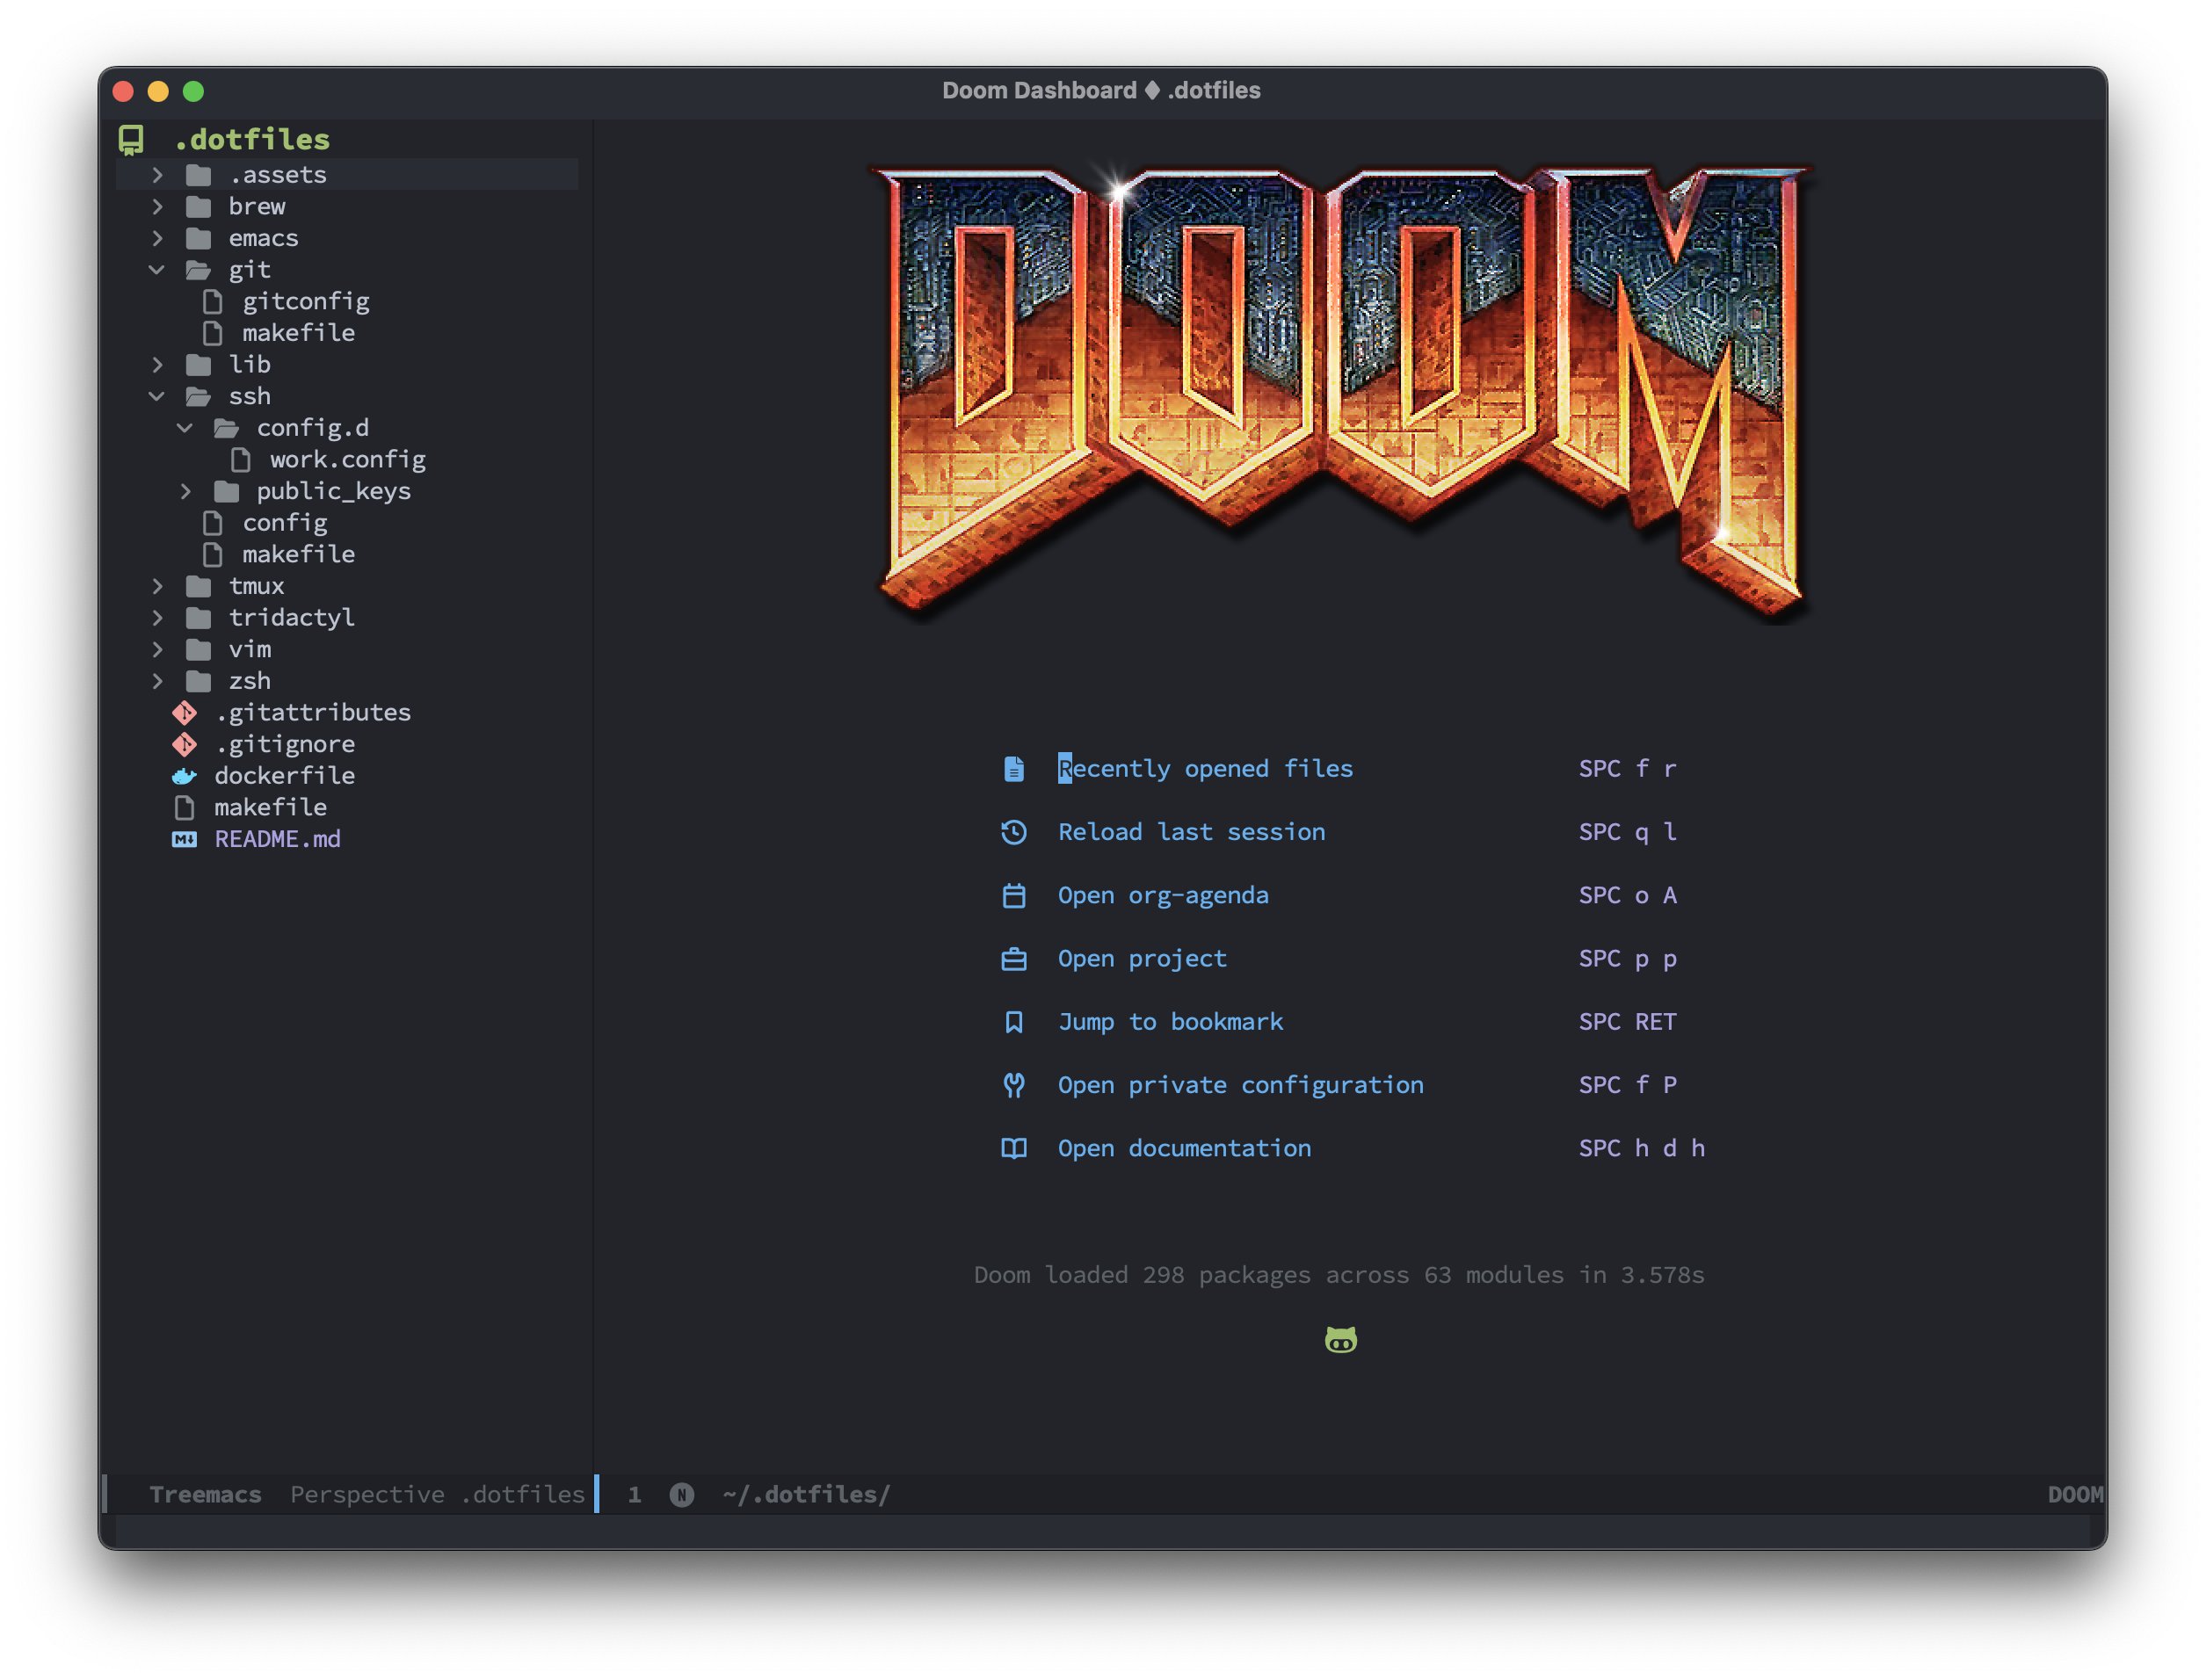 Doom Dashboard ♦ .dotfiles
.dotfiles
.assets
brew
emacs
git
gitconfig
makefile
lib
ssh
config.d
work.config
public_keys
config
makefile
tmux
tridactyl
vim
zsh
.gitattributes
.gitignore
dockerfile
makefile
README.md
DOOM
Recently opened files SPC f r
Reload last session SPC q l
Open org-agenda SPC o A
Open project SPC p p
Jump to bookmark SPC RET
Open private configuration SPC f P
Open documentation SPC h d h
Doom loaded 298 packages across 63 modules in 3.578s
Treemacs Perspective .dotfiles 1 N ~/.dotfiles/ DOOM